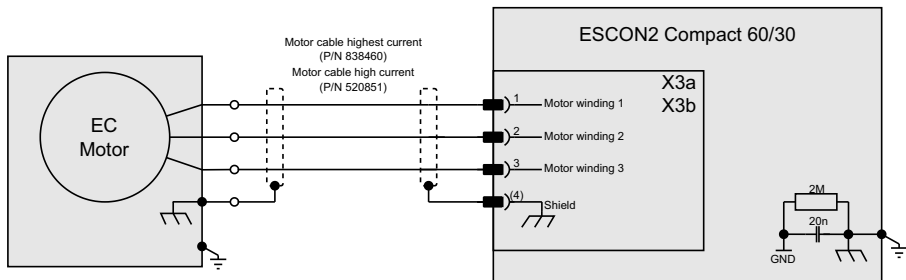 ESCON2 Compact 60/30
Motor cable highest current
(P/N 838460)
Motor cable high current
(P/N 520851)
X3a
X3b
EC
Motor
1
Motor winding 1
2
Motor winding 2
3
Motor winding 3
(4)
Shield
2M
20n
GND